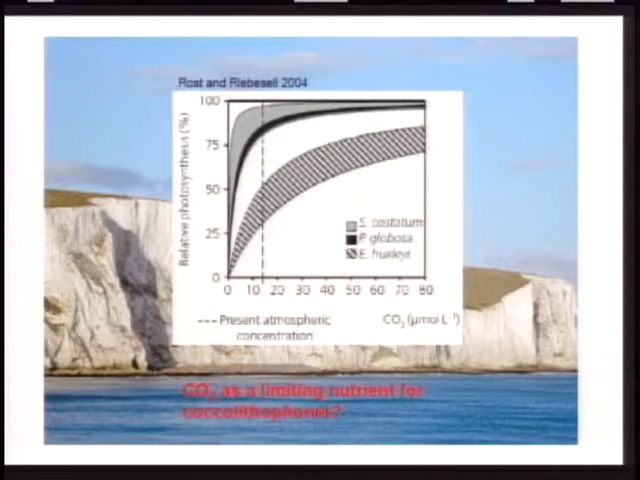 Rost and Riebesell 2004
100
75
50
25
0
Relative photosynthesis (%)
S. costatum
P. globosa
E. huxleyi
0 10 20 30 40 50 60 70 80
--- Present atmospheric concentration
CO₂ (µmol L⁻¹)
CO₂ as a limiting nutrient for
coccolithophores?